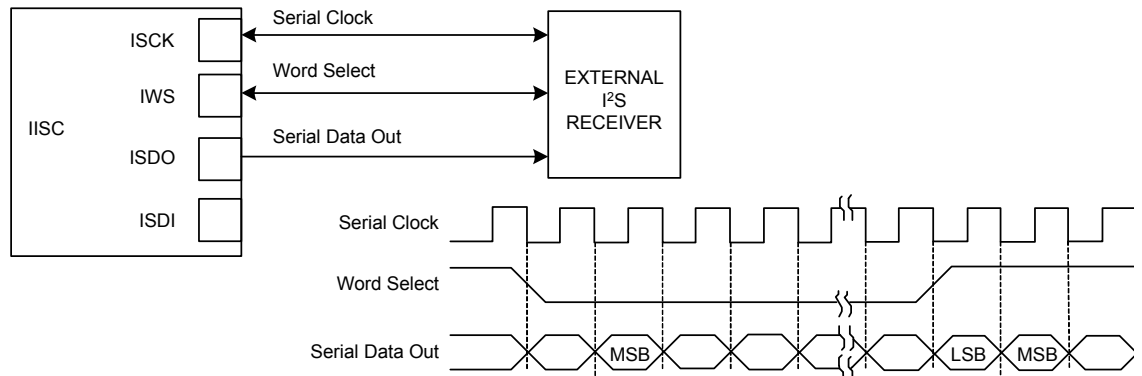 Serial Clock
ISCK
Word Select
IWS
EXTERNAL
I²S
RECEIVER
IISC
Serial Data Out
ISDO
ISDI
Serial Clock
Word Select
Serial Data Out
MSB
LSB
MSB